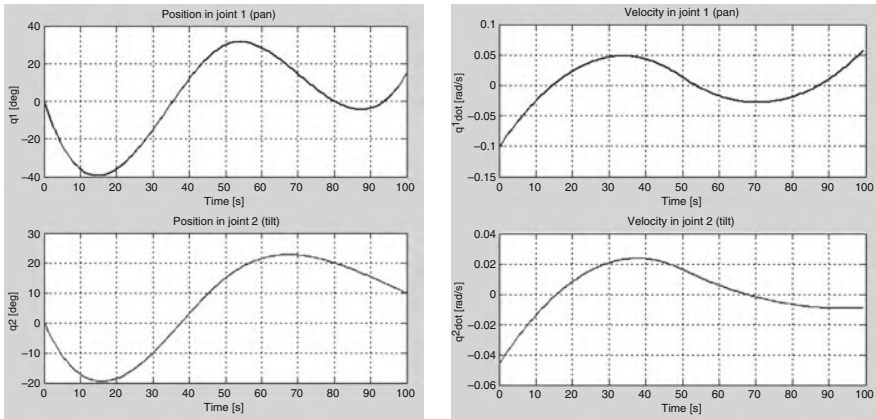 Position in joint 1 (pan)
40
20
0
–20
–40
q1 [deg]
0 10 20 30 40 50 60 70 80 90 100
Time [s]
Velocity in joint 1 (pan)
0.1
0.05
0
–0.05
–0.1
–0.15
q1dot [rad/s]
0 10 20 30 40 50 60 70 80 90 100
Time [s]
Position in joint 2 (tilt)
30
20
10
0
–10
–20
q2 [deg]
0 10 20 30 40 50 60 70 80 90 100
Time [s]
Velocity in joint 2 (tilt)
0.04
0.02
0
–0.02
–0.04
–0.06
q2dot [rad/s]
0 10 20 30 40 50 60 70 80 90 100
Time [s]